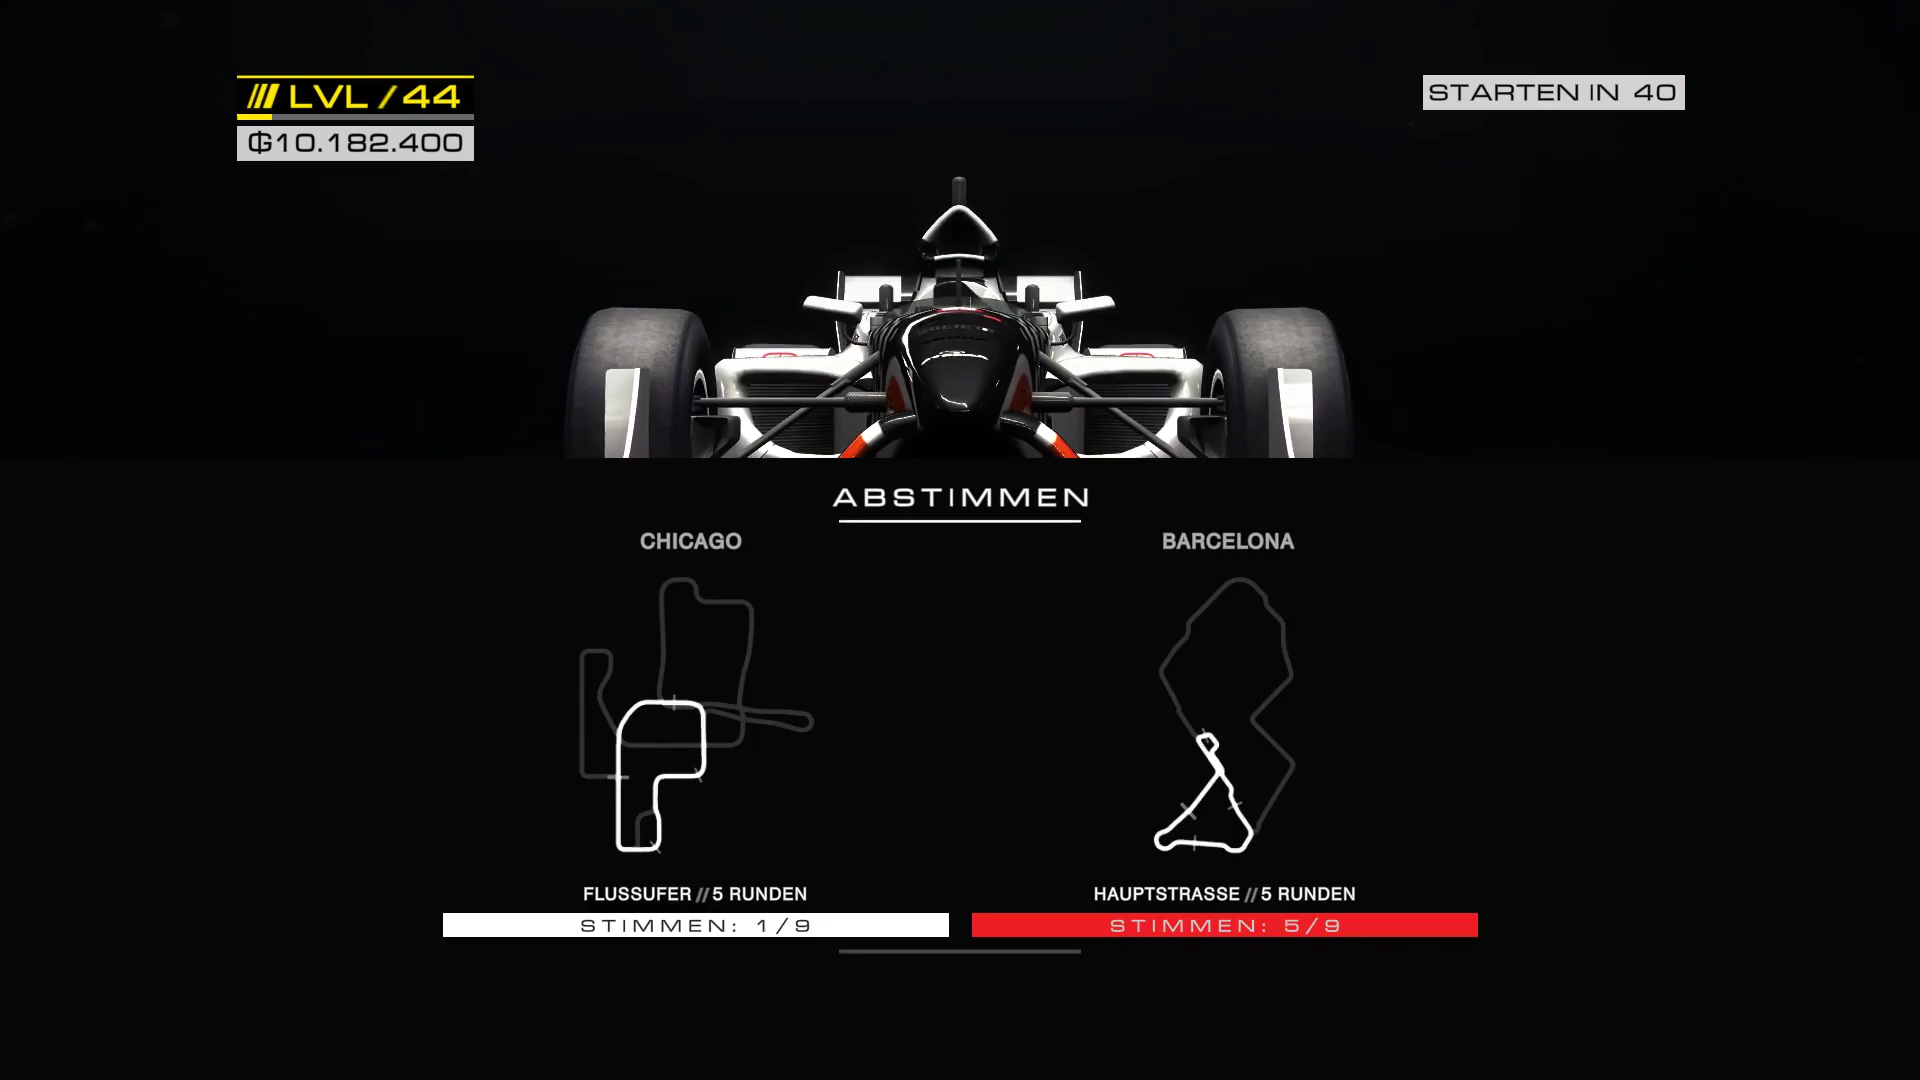 LVL / 44
₲10.182.400
STARTEN IN 40
ABSTIMMEN
CHICAGO
BARCELONA
FLUSSUFER // 5 RUNDEN
HAUPTSTRASSE // 5 RUNDEN
STIMMEN: 1/9
STIMMEN: 5/9